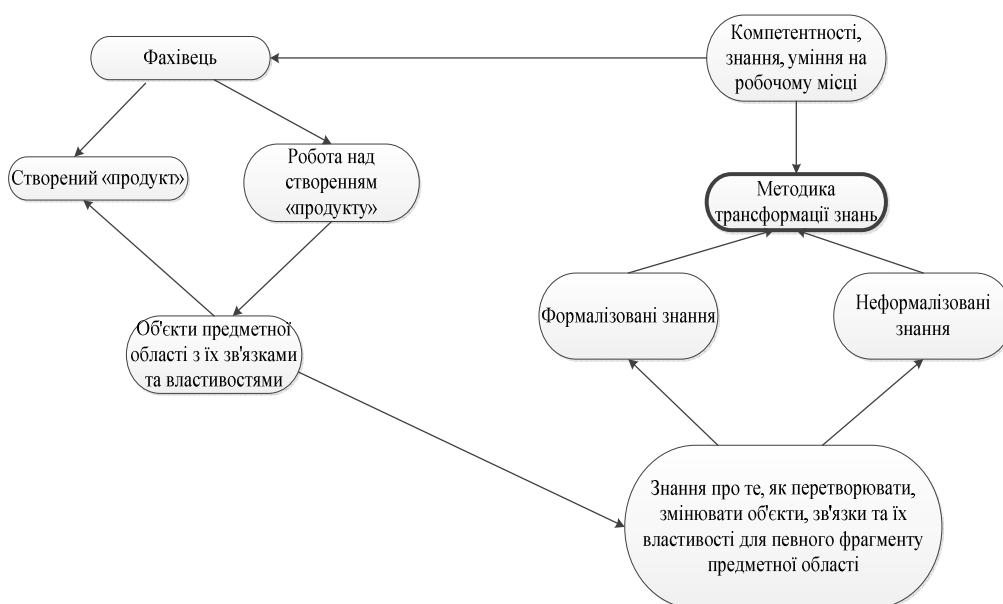 Фахівець
Компетентності,
знання, уміння на
робочому місці
Створений «продукт»
Робота над
створенням
«продукту»
Методика
трансформації знань
Об'єкти предметної
області з їх зв'язками
та властивостями
Формалізовані знання
Неформалізовані
знання
Знання про те, як перетворювати,
змінювати об'єкти, зв'язки та їх
властивості для певного фрагменту
предметної області